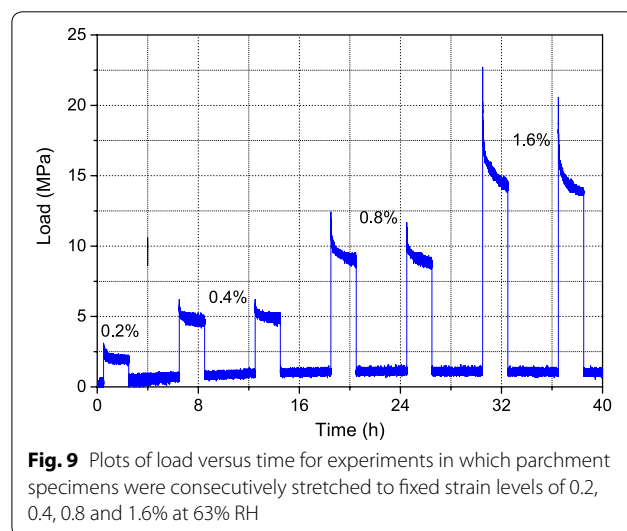 25
20
15
10
5
0
Load (MPa)
0.2%
0.4%
0.8%
1.6%
0 8 16 24 32 40
Time (h)
Fig. 9 Plots of load versus time for experiments in which parchment
specimens were consecutively stretched to fixed strain levels of 0.2,
0.4, 0.8 and 1.6% at 63% RH